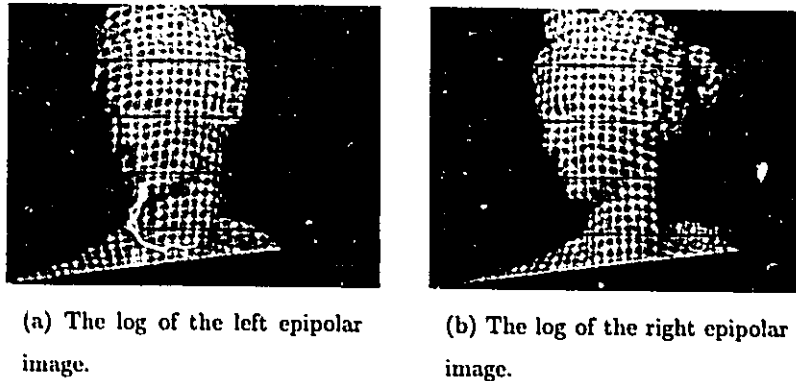 (a) The log of the left epipolar
image.
(b) The log of the right epipolar
image.